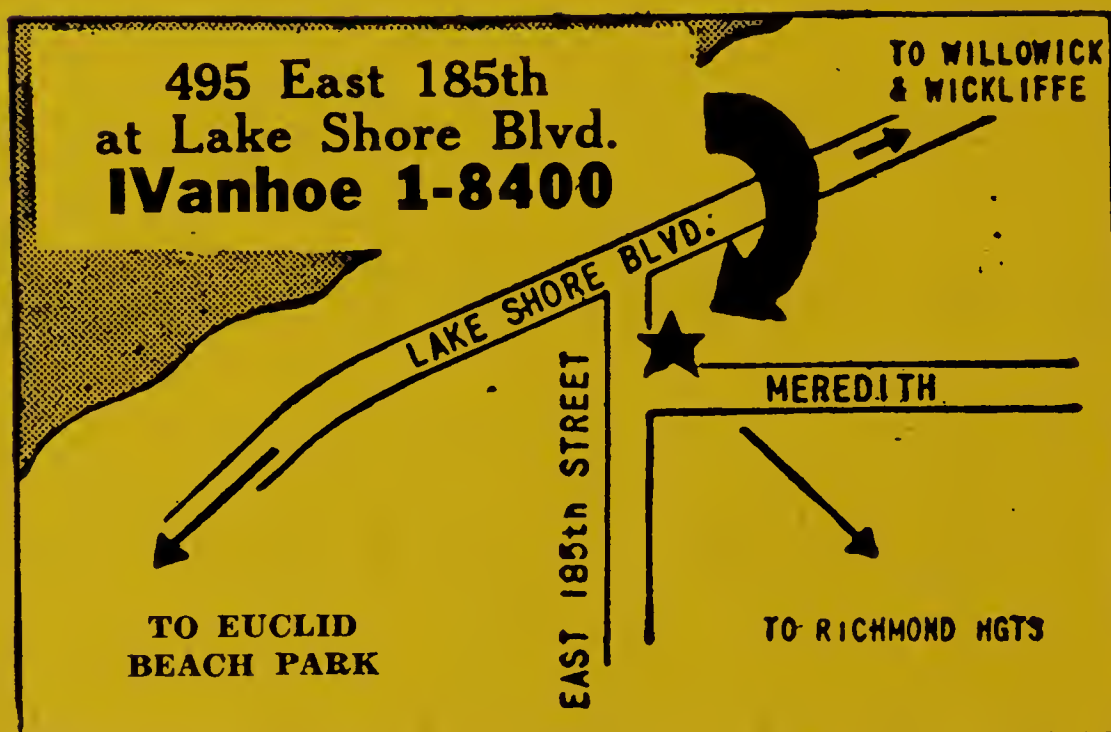 495 East 185th
at Lake Shore Blvd.
IVanhoe 1-8400
TO WILLOWICK
& WICKLIFFE
LAKE SHORE BLVD.
MEREDITH
EAST 185th STREET
TO EUCLID
BEACH PARK
TO RICHMOND HGTS